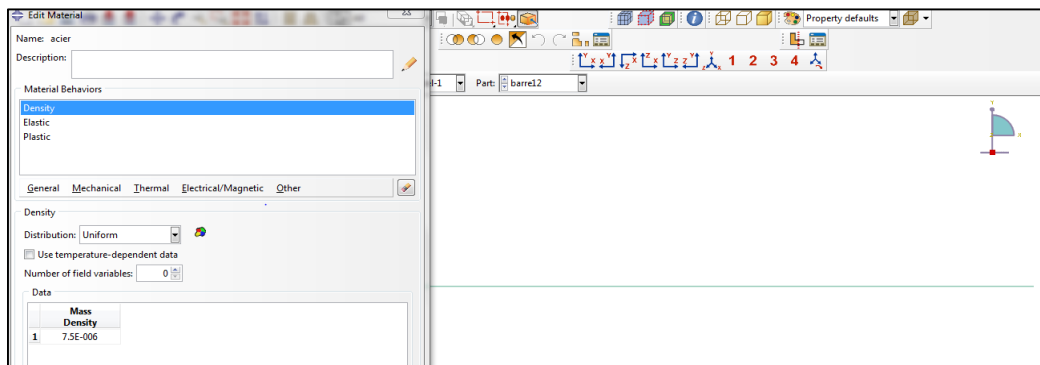 Edit Material
Property defaults
Name: acier
Description:
1 2 3 4
l-1 Part: barre12
Material Behaviors
Density
Elastic
Plastic
General Mechanical Thermal Electrical/Magnetic Other
Density
Distribution: Uniform
Use temperature-dependent data
Number of field variables: 0
Data
Mass
Density
1 7.5E-006